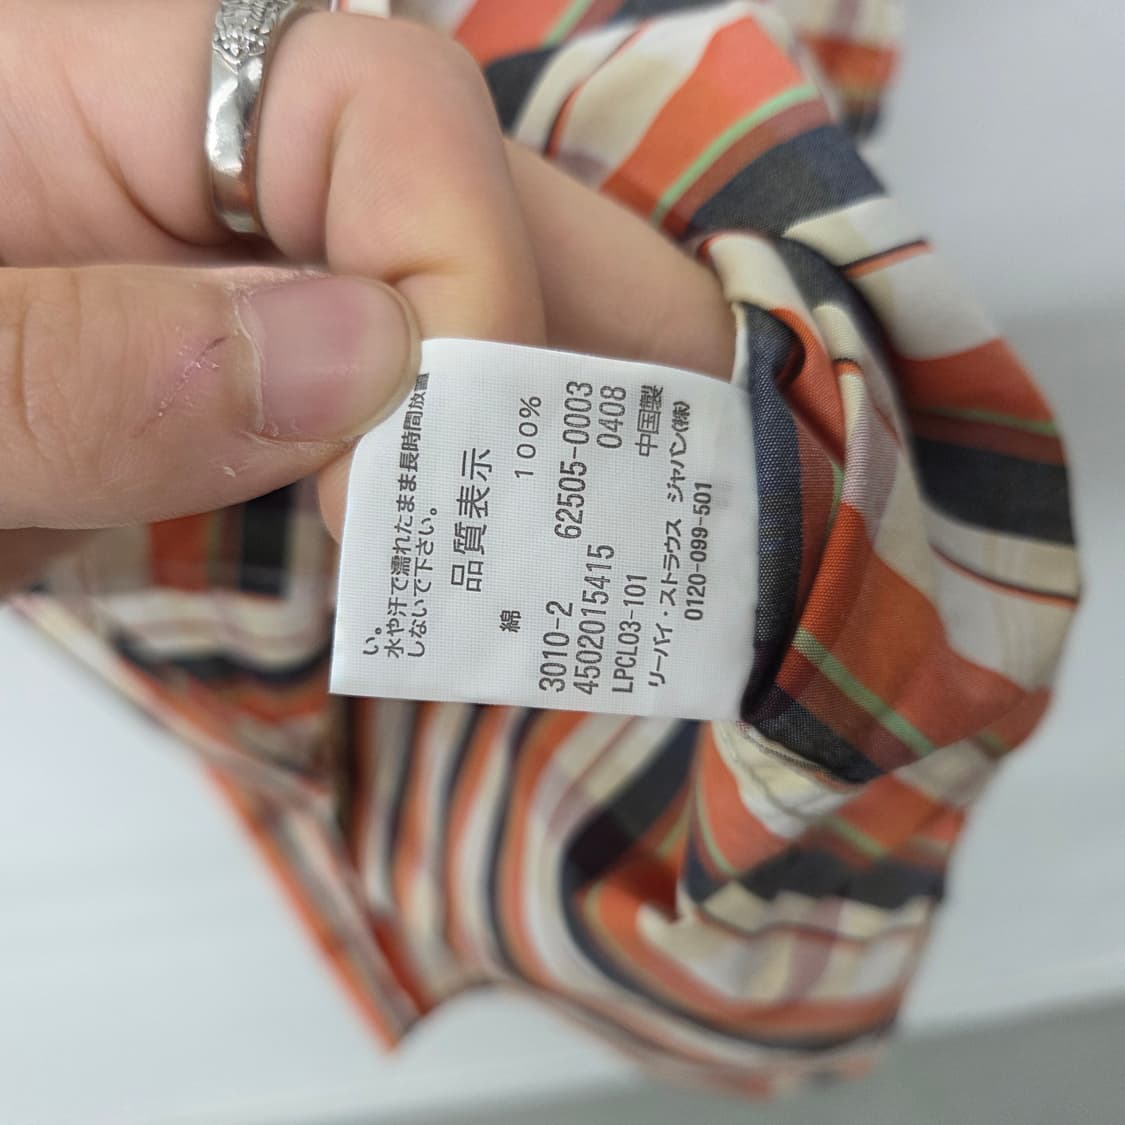 い。
水や汗で濡れたまま長時間放置
しないで下さい。
品質表示
綿 100%
3010-2 62505-0003
4502015415 0408
LPCL03-101 中国製
リーバイ・ストラウス ジャパン(株)
0120-099-501